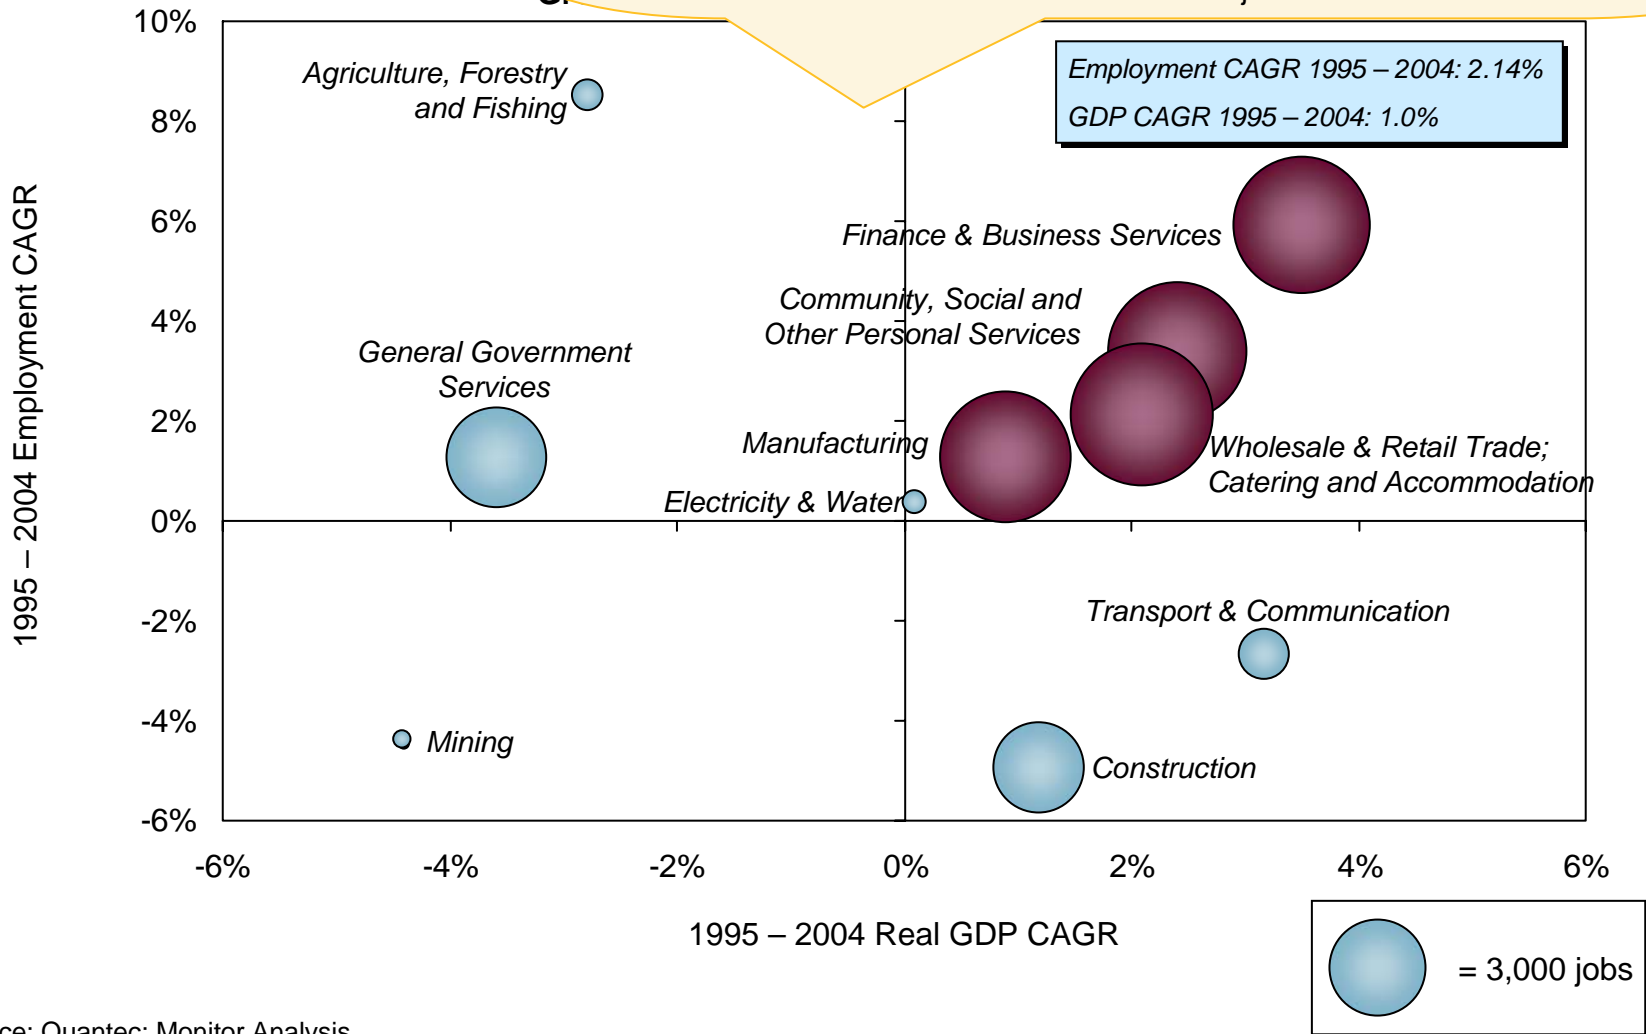 10%
8%
6%
4%
2%
0%
-2%
-4%
-6%
1995 – 2004 Employment CAGR
Agriculture, Forestry
and Fishing
Employment CAGR 1995 – 2004: 2.14%
GDP CAGR 1995 – 2004: 1.0%
Finance & Business Services
Community, Social and
Other Personal Services
General Government
Services
Manufacturing
Wholesale & Retail Trade;
Catering and Accommodation
Electricity & Water
Transport & Communication
Mining
Construction
-6%
-4%
-2%
0%
2%
4%
6%
1995 – 2004 Real GDP CAGR
= 3,000 jobs
Quantec; Monitor Analysis